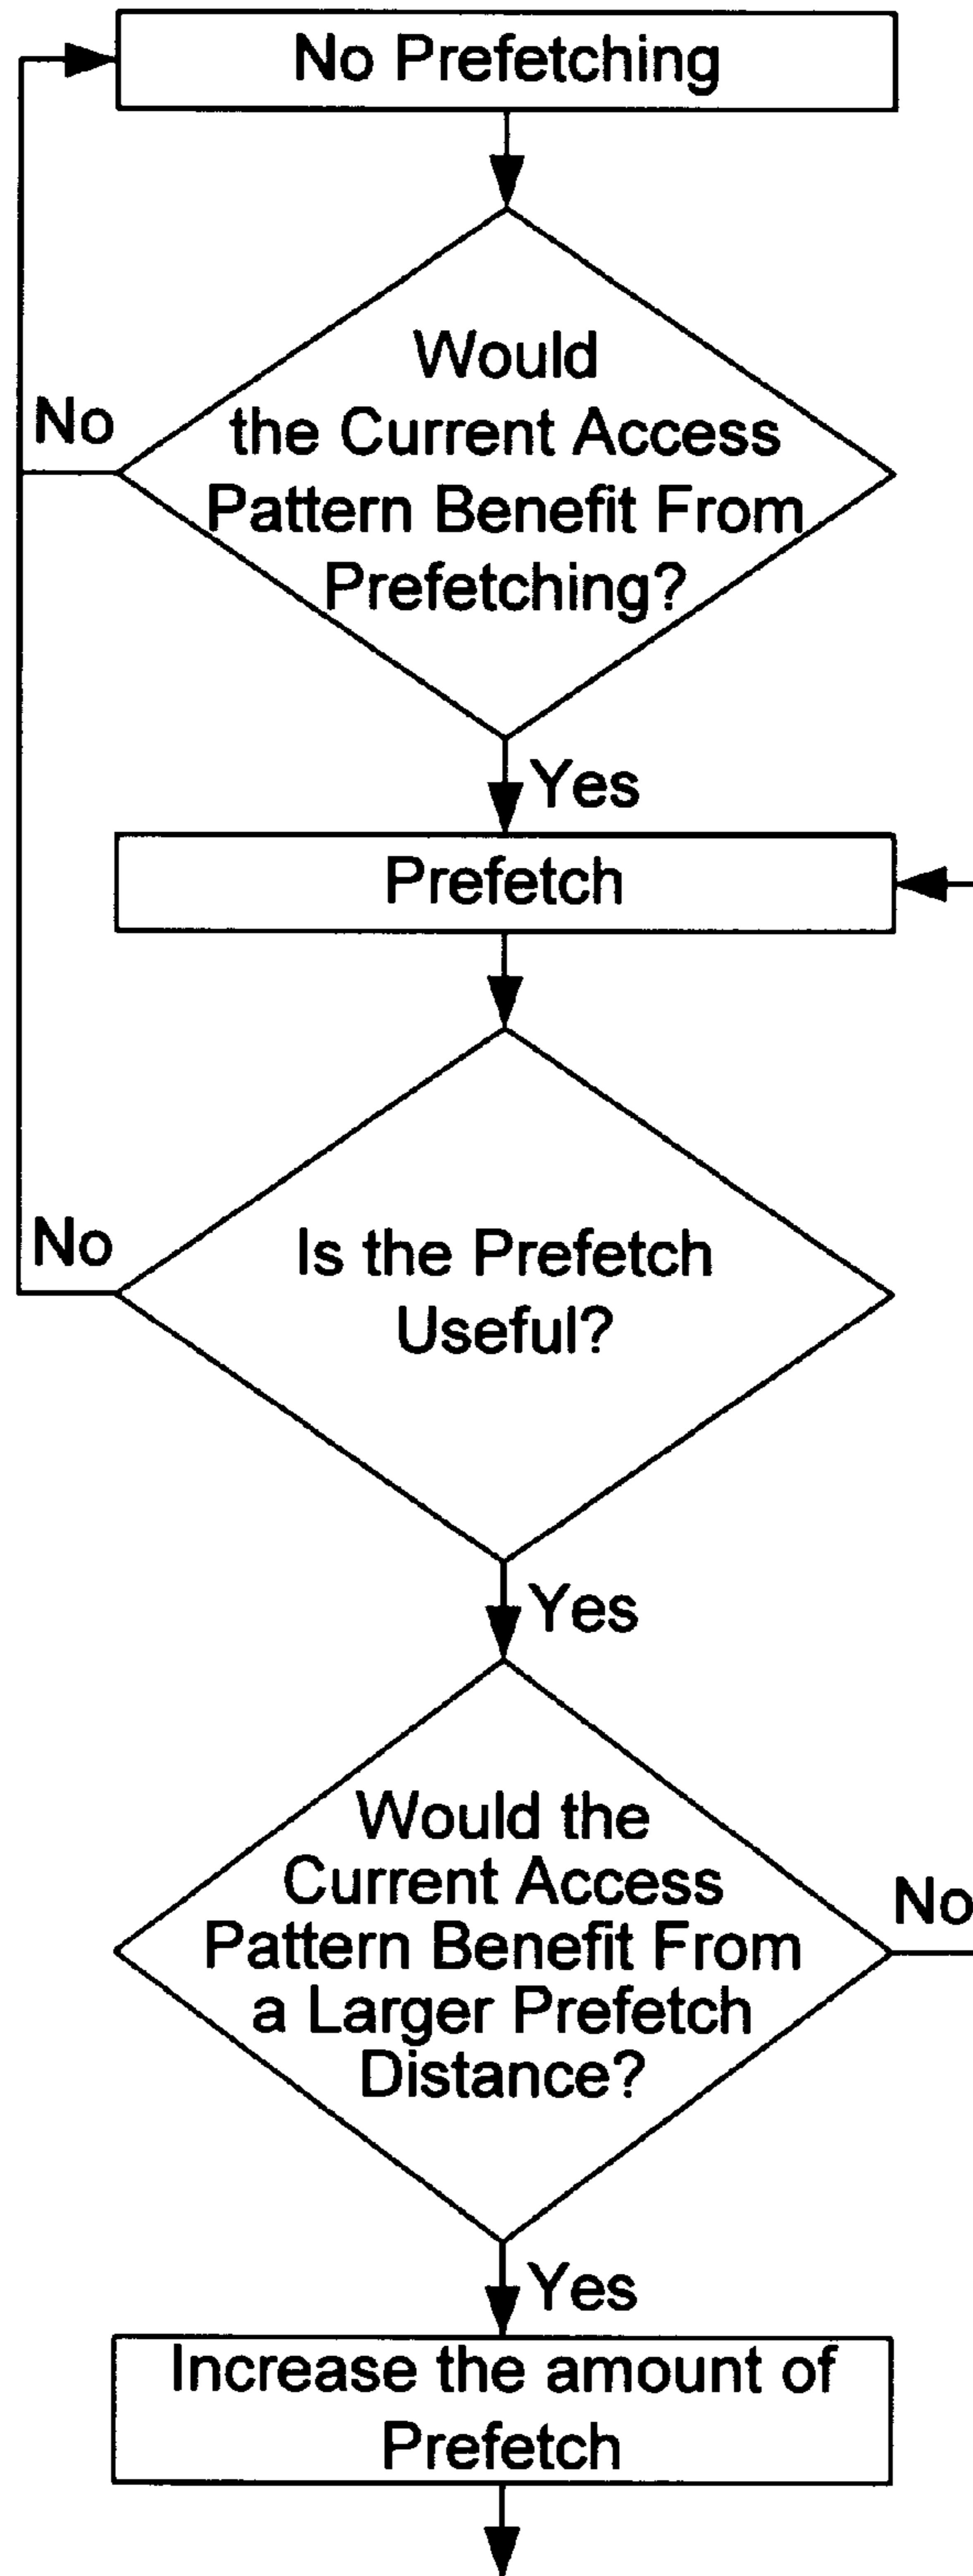 No Prefetching
Would
the Current Access
Pattern Benefit From
Prefetching?
No
Yes
Prefetch
Is the Prefetch
Useful?
No
Yes
Would the
Current Access
Pattern Benefit From
a Larger Prefetch
Distance?
No
Yes
Increase the amount of
Prefetch